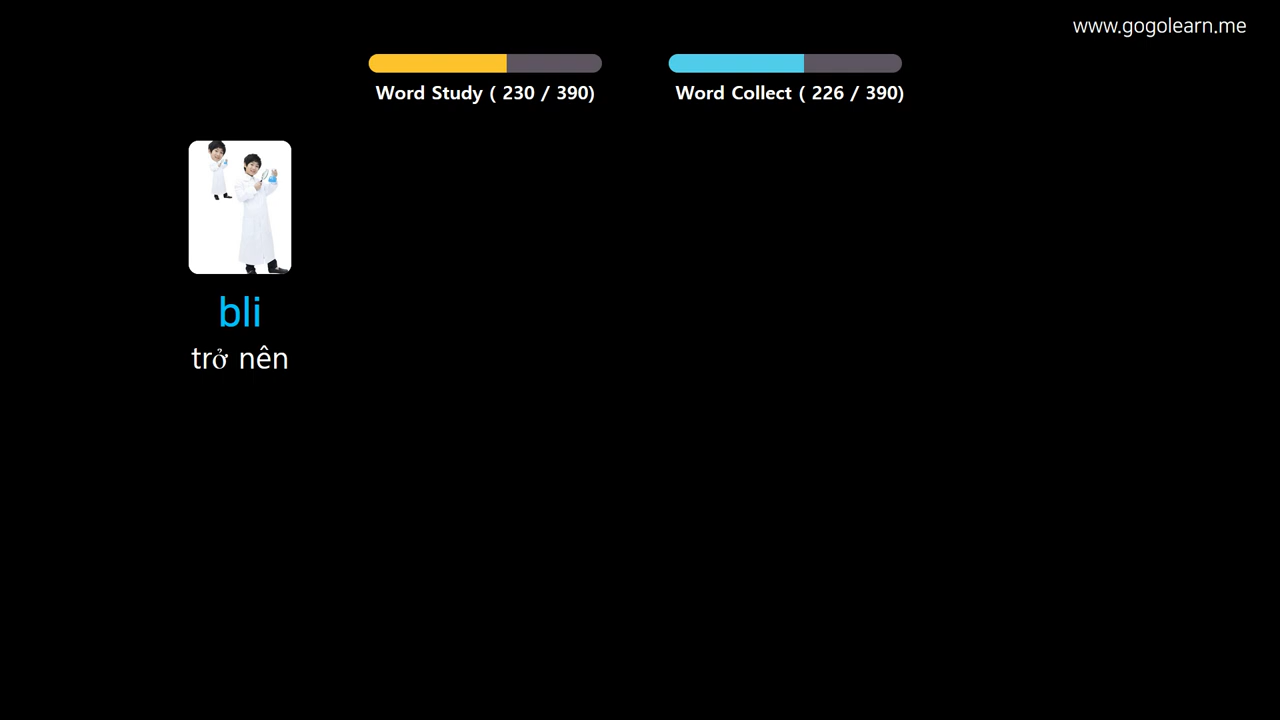 www.gogolearn.me
Word Study ( 230 / 390)
Word Collect ( 226 / 390)
bli
trở nên